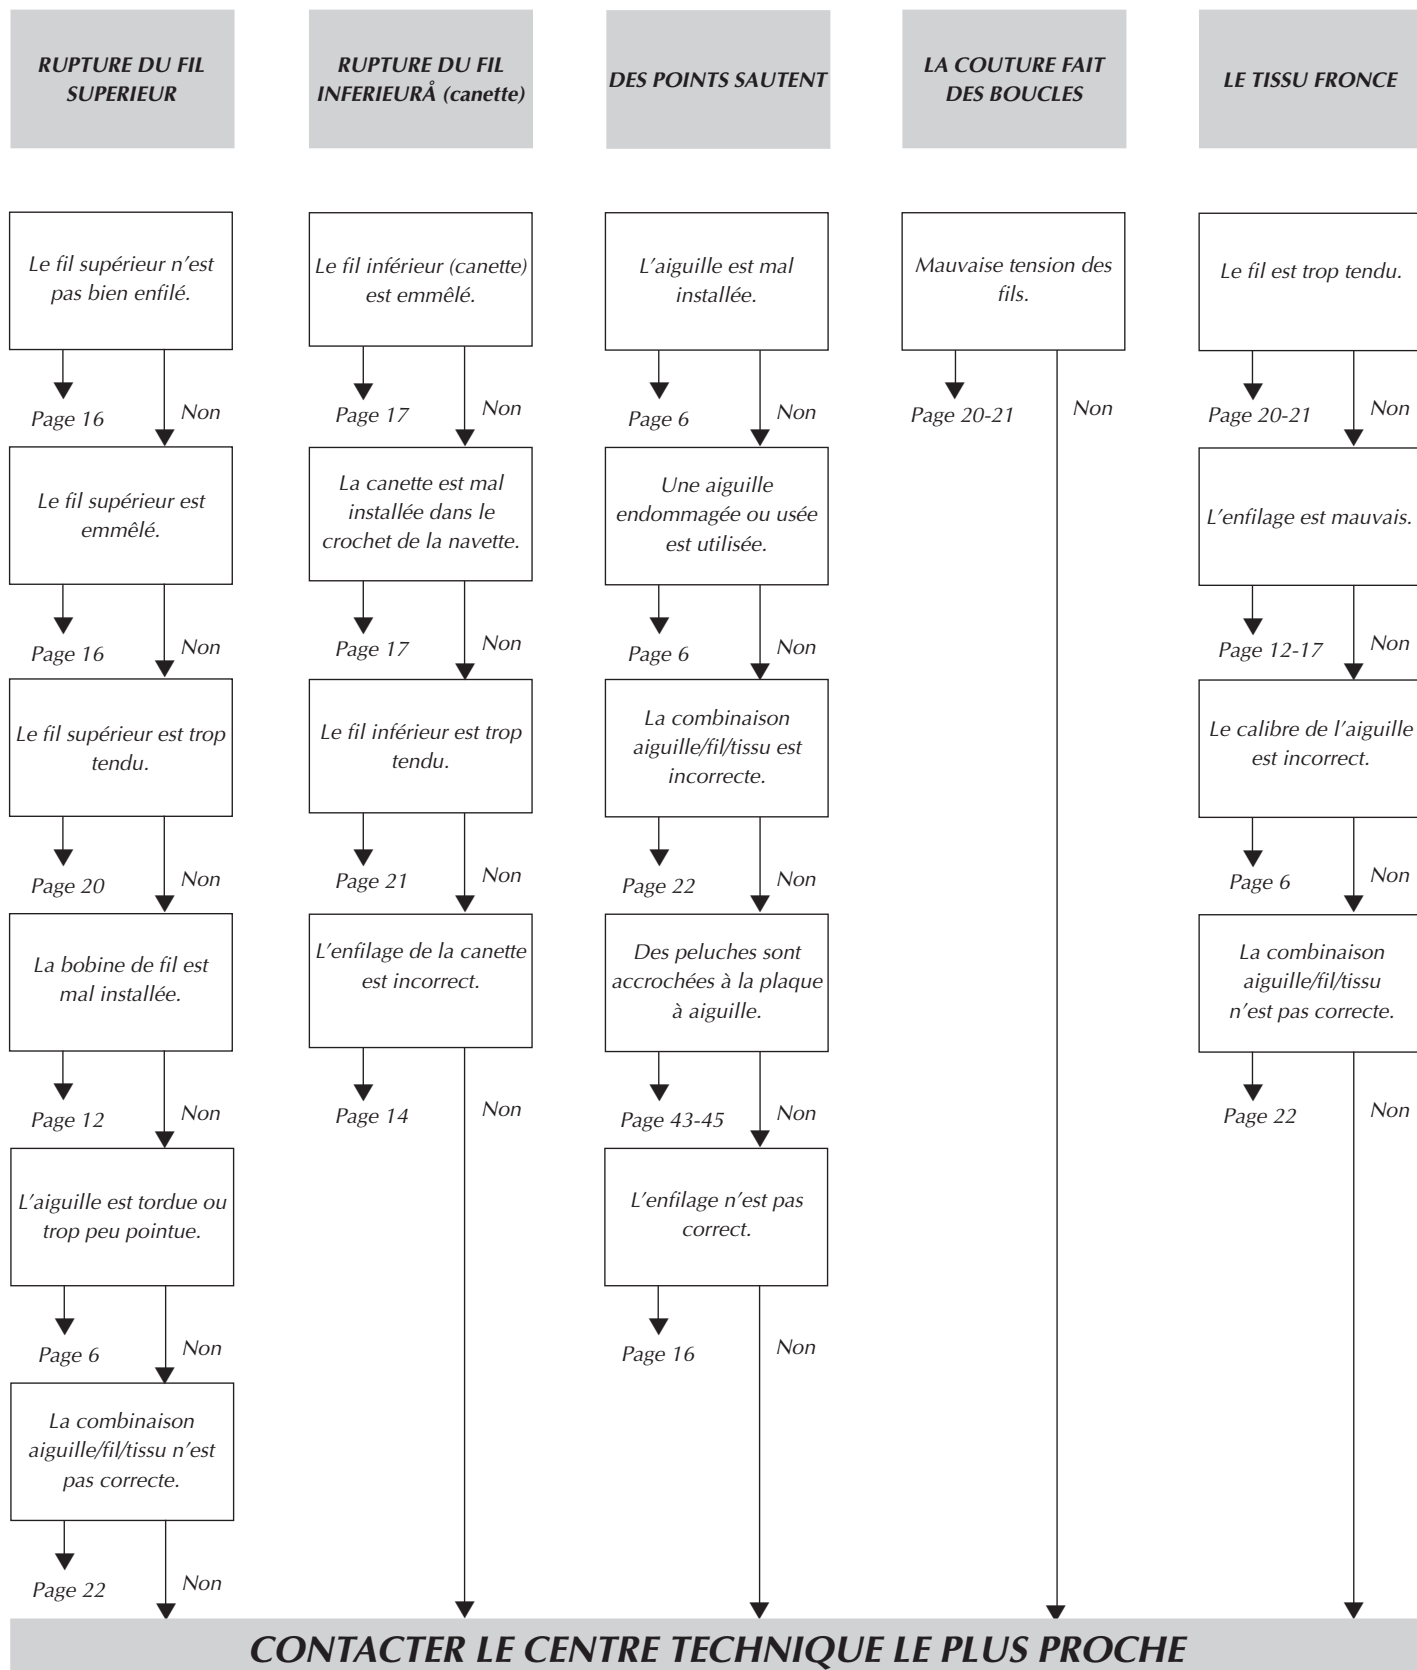 RUPTURE DU FIL
SUPERIEUR
Le fil supérieur n'est
pas bien enfilé.
Page 16
Non
Le fil supérieur est
emmêlé.
Page 16
Non
Le fil supérieur est trop
tendu.
Page 20
Non
La bobine de fil est
mal installée.
Page 12
Non
L'aiguille est tordue ou
trop peu pointue.
Page 6
Non
La combinaison
aiguille/fil/tissu n'est
pas correcte.
Page 22
Non
RUPTURE DU FIL
INFERIEURÅ (canette)
Le fil inférieur (canette)
est emmêlé.
Page 17
Non
La canette est mal
installée dans le
crochet de la navette.
Page 17
Non
Le fil inférieur est trop
tendu.
Page 21
Non
L'enfilage de la canette
est incorrect.
Page 14
Non
DES POINTS SAUTENT
L'aiguille est mal
installée.
Page 6
Non
Une aiguille
endommagée ou usée
est utilisée.
Page 6
Non
La combinaison
aiguille/fil/tissu est
incorrecte.
Page 22
Non
Des peluches sont
accrochées à la plaque
à aiguille.
Page 43-45
Non
L'enfilage n'est pas
correct.
Page 16
Non
LA COUTURE FAIT
DES BOUCLES
Mauvaise tension des
fils.
Page 20-21
Non
LE TISSU FRONCE
Le fil est trop tendu.
Page 20-21
Non
L'enfilage est mauvais.
Page 12-17
Non
Le calibre de l'aiguille
est incorrect.
Page 6
Non
La combinaison
aiguille/fil/tissu
n'est pas correcte.
Page 22
Non
CONTACTER LE CENTRE TECHNIQUE LE PLUS PROCHE